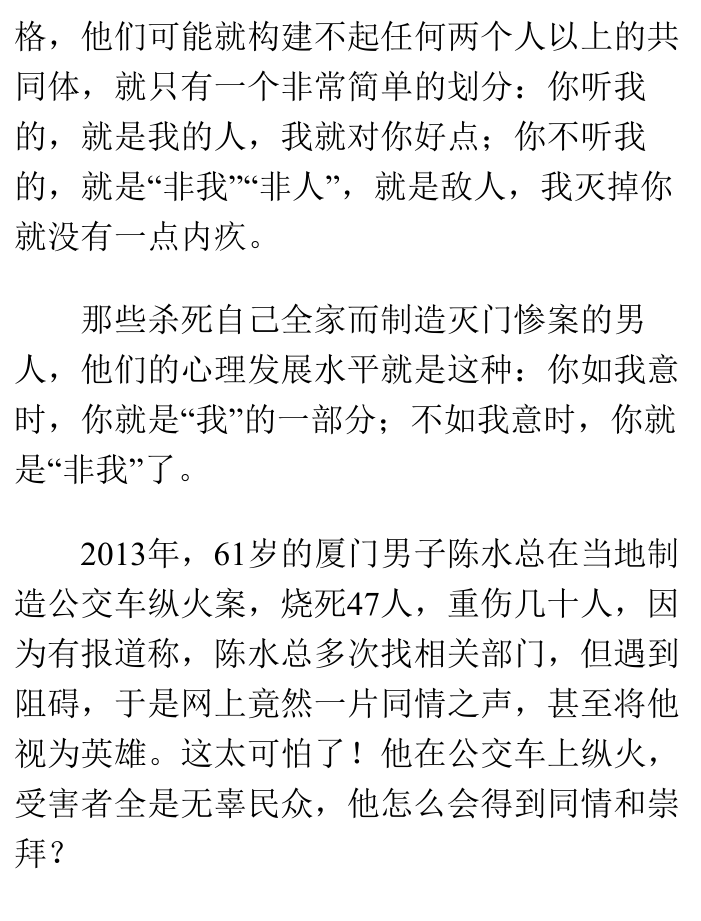 格，他们可能就构建不起任何两个人以上的共
同体，就只有一个非常简单的划分：你听我
的，就是我的人，我就对你好点；你不听我
的，就是“非我”“非人”，就是敌人，我灭掉你
就没有一点内疚。
那些杀死自己全家而制造灭门惨案的男
人，他们的心理发展水平就是这种：你如我意
时，你就是“我”的一部分；不如我意时，你就
是“非我”了。
2013年，61岁的厦门男子陈水总在当地制
造公交车纵火案，烧死47人，重伤几十人，因
为有报道称，陈水总多次找相关部门，但遇到
阻碍，于是网上竟然一片同情之声，甚至将他
视为英雄。这太可怕了！他在公交车上纵火，
受害者全是无辜民众，他怎么会得到同情和崇
拜？